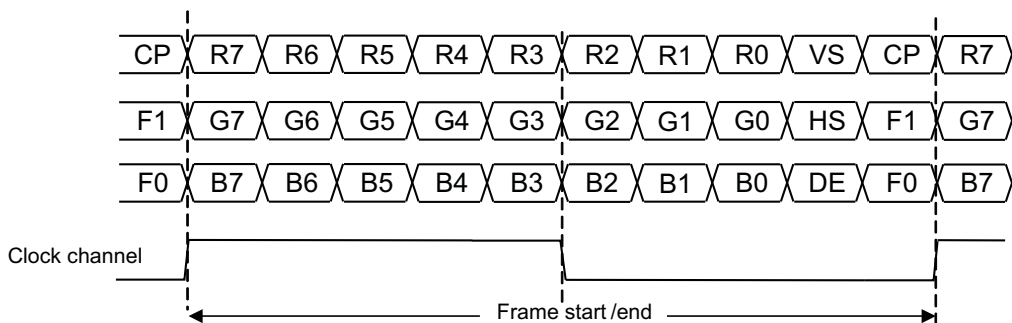 CP R7 R6 R5 R4 R3 R2 R1 R0 VS CP R7
F1 G7 G6 G5 G4 G3 G2 G1 G0 HS F1 G7
F0 B7 B6 B5 B4 B3 B2 B1 B0 DE F0 B7
Clock channel
Frame start/end